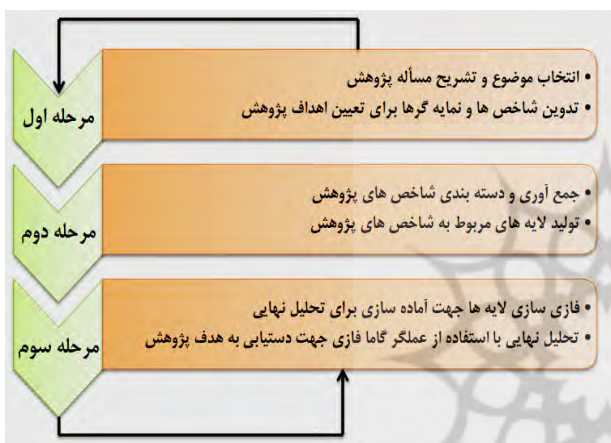 مرحله اول
• انتخاب موضوع و تشریح مسأله پژوهش
• تدوین شاخص ها و نمایه گرها برای تعیین اهداف پژوهش
مرحله دوم
• جمع آوری و دسته بندی شاخص های پژوهش
• تولید لایه های مربوط به شاخص های پژوهش
مرحله سوم
• فازی سازی لایه ها جهت آماده سازی برای تحلیل نهایی
• تحلیل نهایی با استفاده از عملگر گاما فازی جهت دستیابی به هدف پژوهش